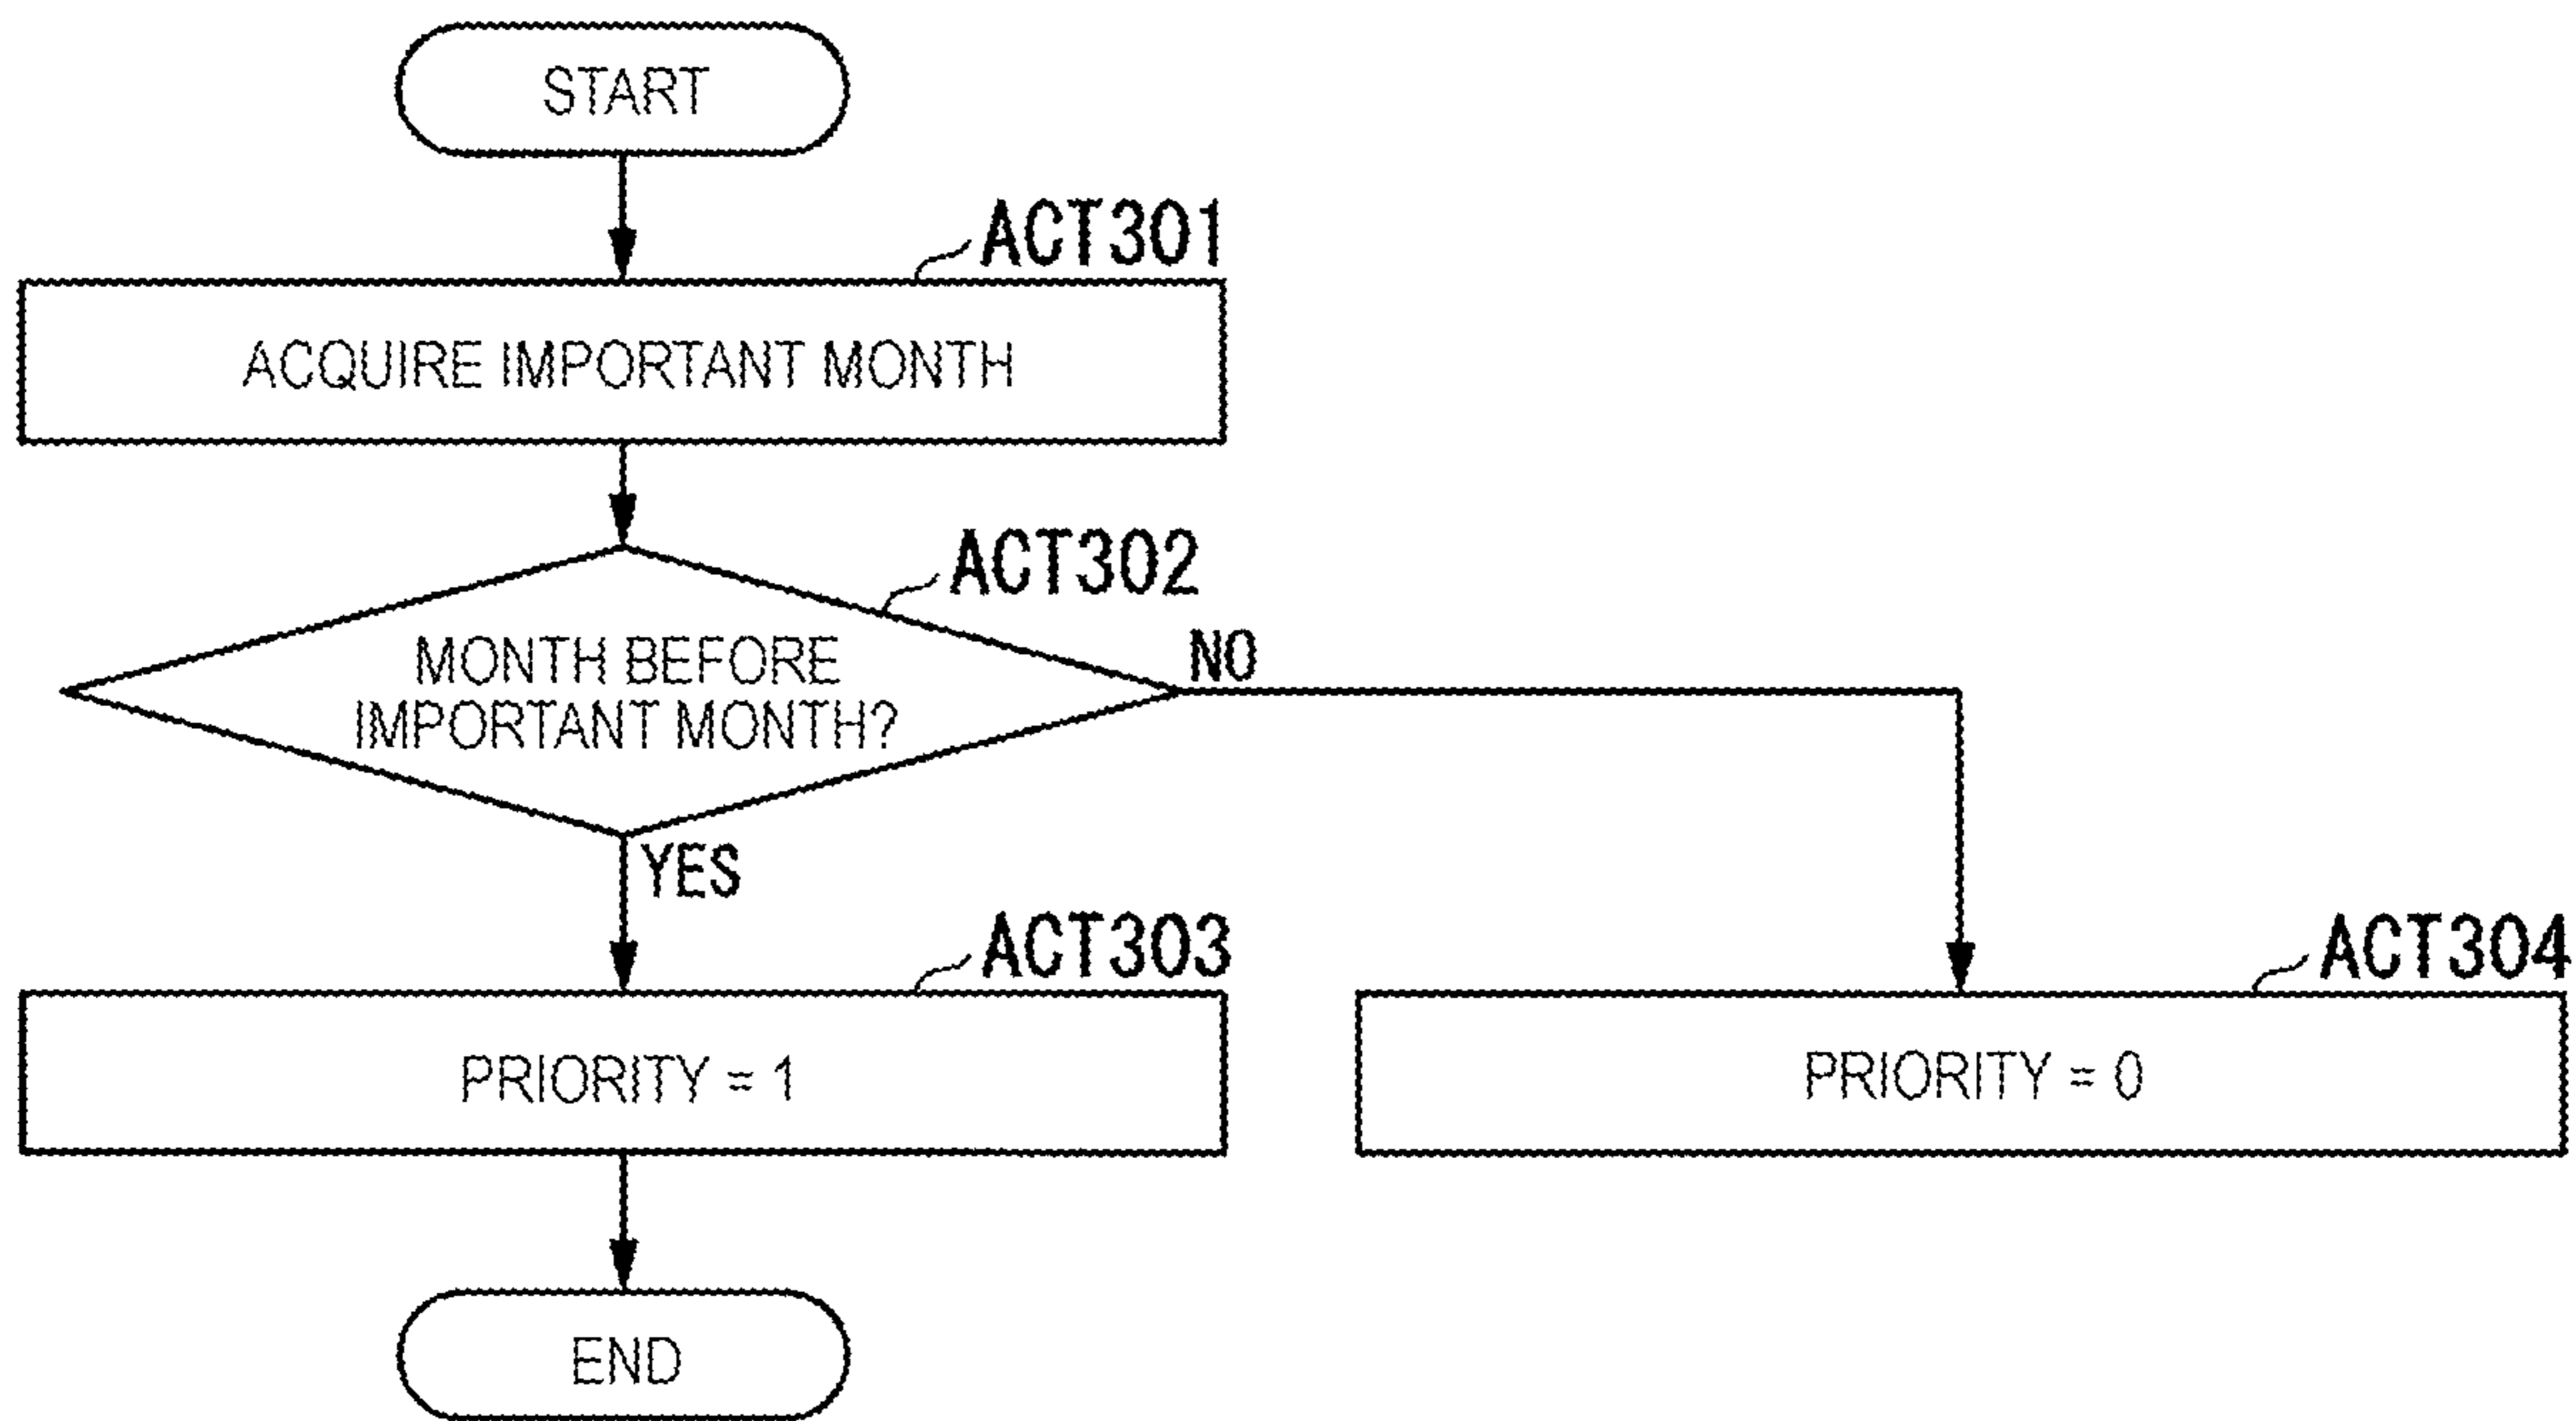 START
ACT301
ACQUIRE IMPORTANT MONTH
ACT302
MONTH BEFORE
IMPORTANT MONTH?
NO
YES
ACT303
PRIORITY = 1
ACT304
PRIORITY = 0
END